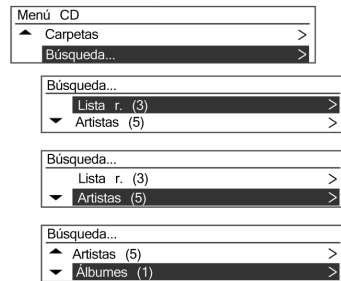 Menú CD
Carpetas >
Búsqueda... >
Búsqueda...
Lista r. (3) >
Artistas (5) >
Búsqueda...
Lista r. (3) >
Artistas (5) >
Búsqueda...
Artistas (5) >
Álbumes (1) >